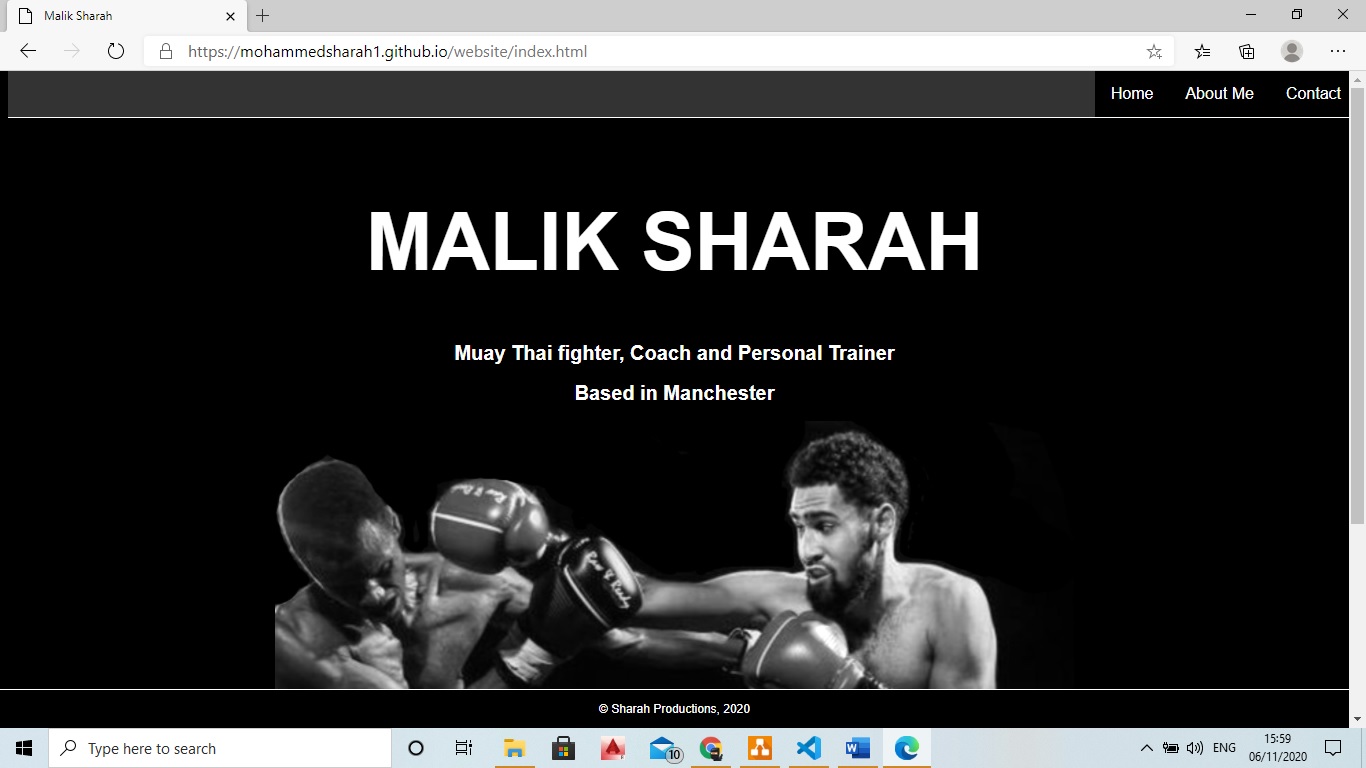 Malik Sharah
https://mohammedsharah1.github.io/website/index.html
Home About Me Contact
MALIK SHARAH
Muay Thai fighter, Coach and Personal Trainer
Based in Manchester
© Sharah Productions, 2020
Type here to search
10
ENG
15:59
06/11/2020